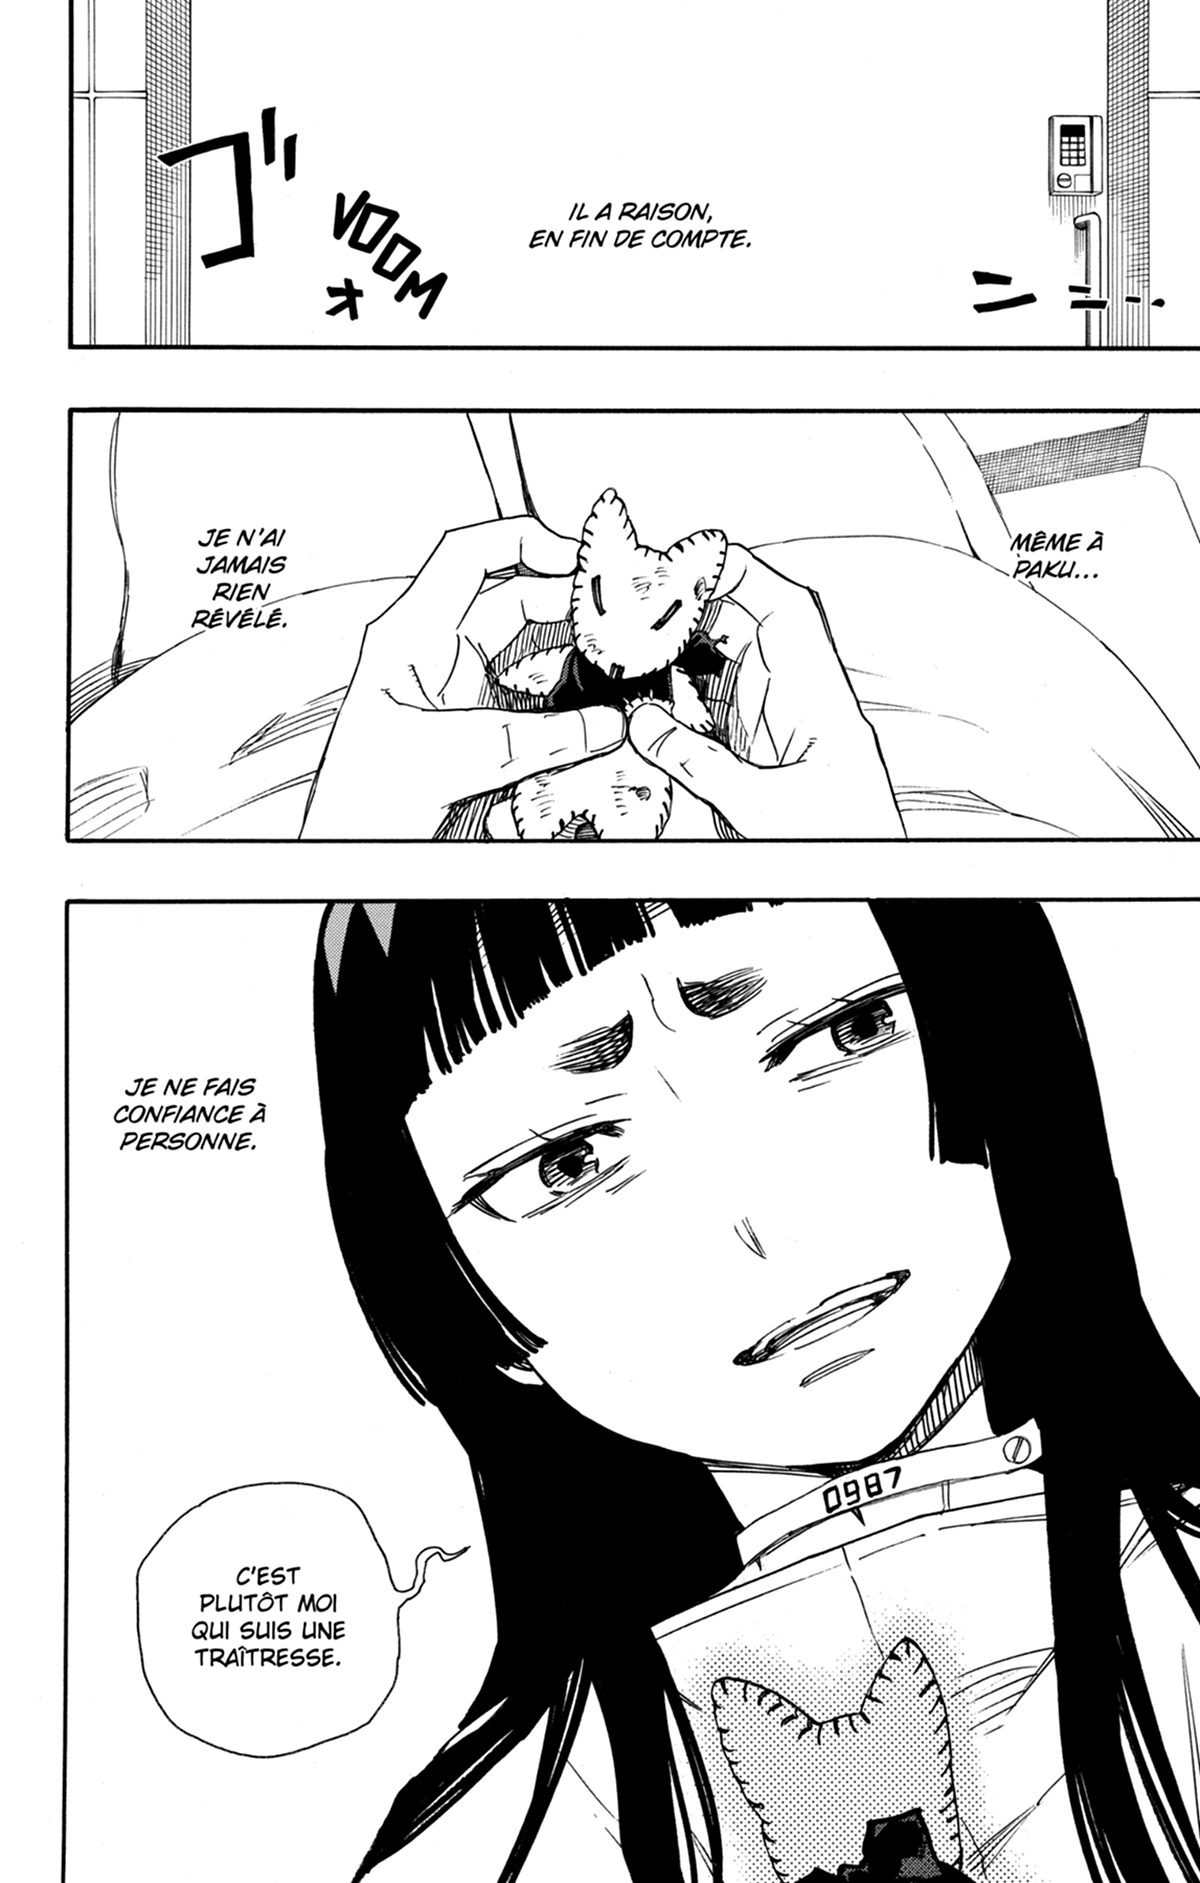 IL A RAISON,
EN FIN DE COMPTE.
ゴォ
VOOM
ン
MÊME À
PAKU...
JE N'AI
JAMAIS
RIEN
RÉVÉLÉ.
JE NE FAIS
CONFIANCE À
PERSONNE.
0987
C'EST
PLUTÔT MOI
QUI SUIS UNE
TRAÎTRESSE.